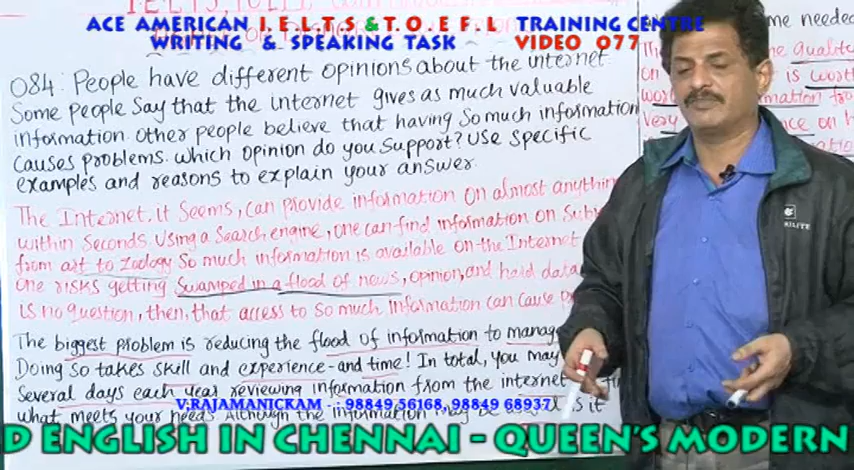 I.E.L.T.S, TOEFL
ACE AMERICAN I.E.L.T.S & T.O.E.F.L TRAINING CENTRE
WRITING & SPEAKING TASK VIDEO 077
084: People have different opinions about the internet
Some People Say that the internet gives as much valuable
information. Other people believe that having So much information
causes problems. which opinion do you support? Use Specific
examples and reasons to explain your answer.
The Internet, it Seems, can provide information on almost anything
within Seconds. Using a Search engine, one can find information on
from art to Zoology So much information is available on the Internet
one risks getting swamped in a flood of news, opinion, and hard data
is no question, then, that access to So much information can cause
The biggest problem is reducing the flood of information to
Doing So takes skill and experience - and time! In total, you may
Several days each year reviewing information from the internet
what meets your needs. Although the information may be it
me needed
the
is
on
V.RAJAMANICKAM : 98849 56168, 98849 68937
D ENGLISH IN CHENNAI - QUEEN'S MODERN